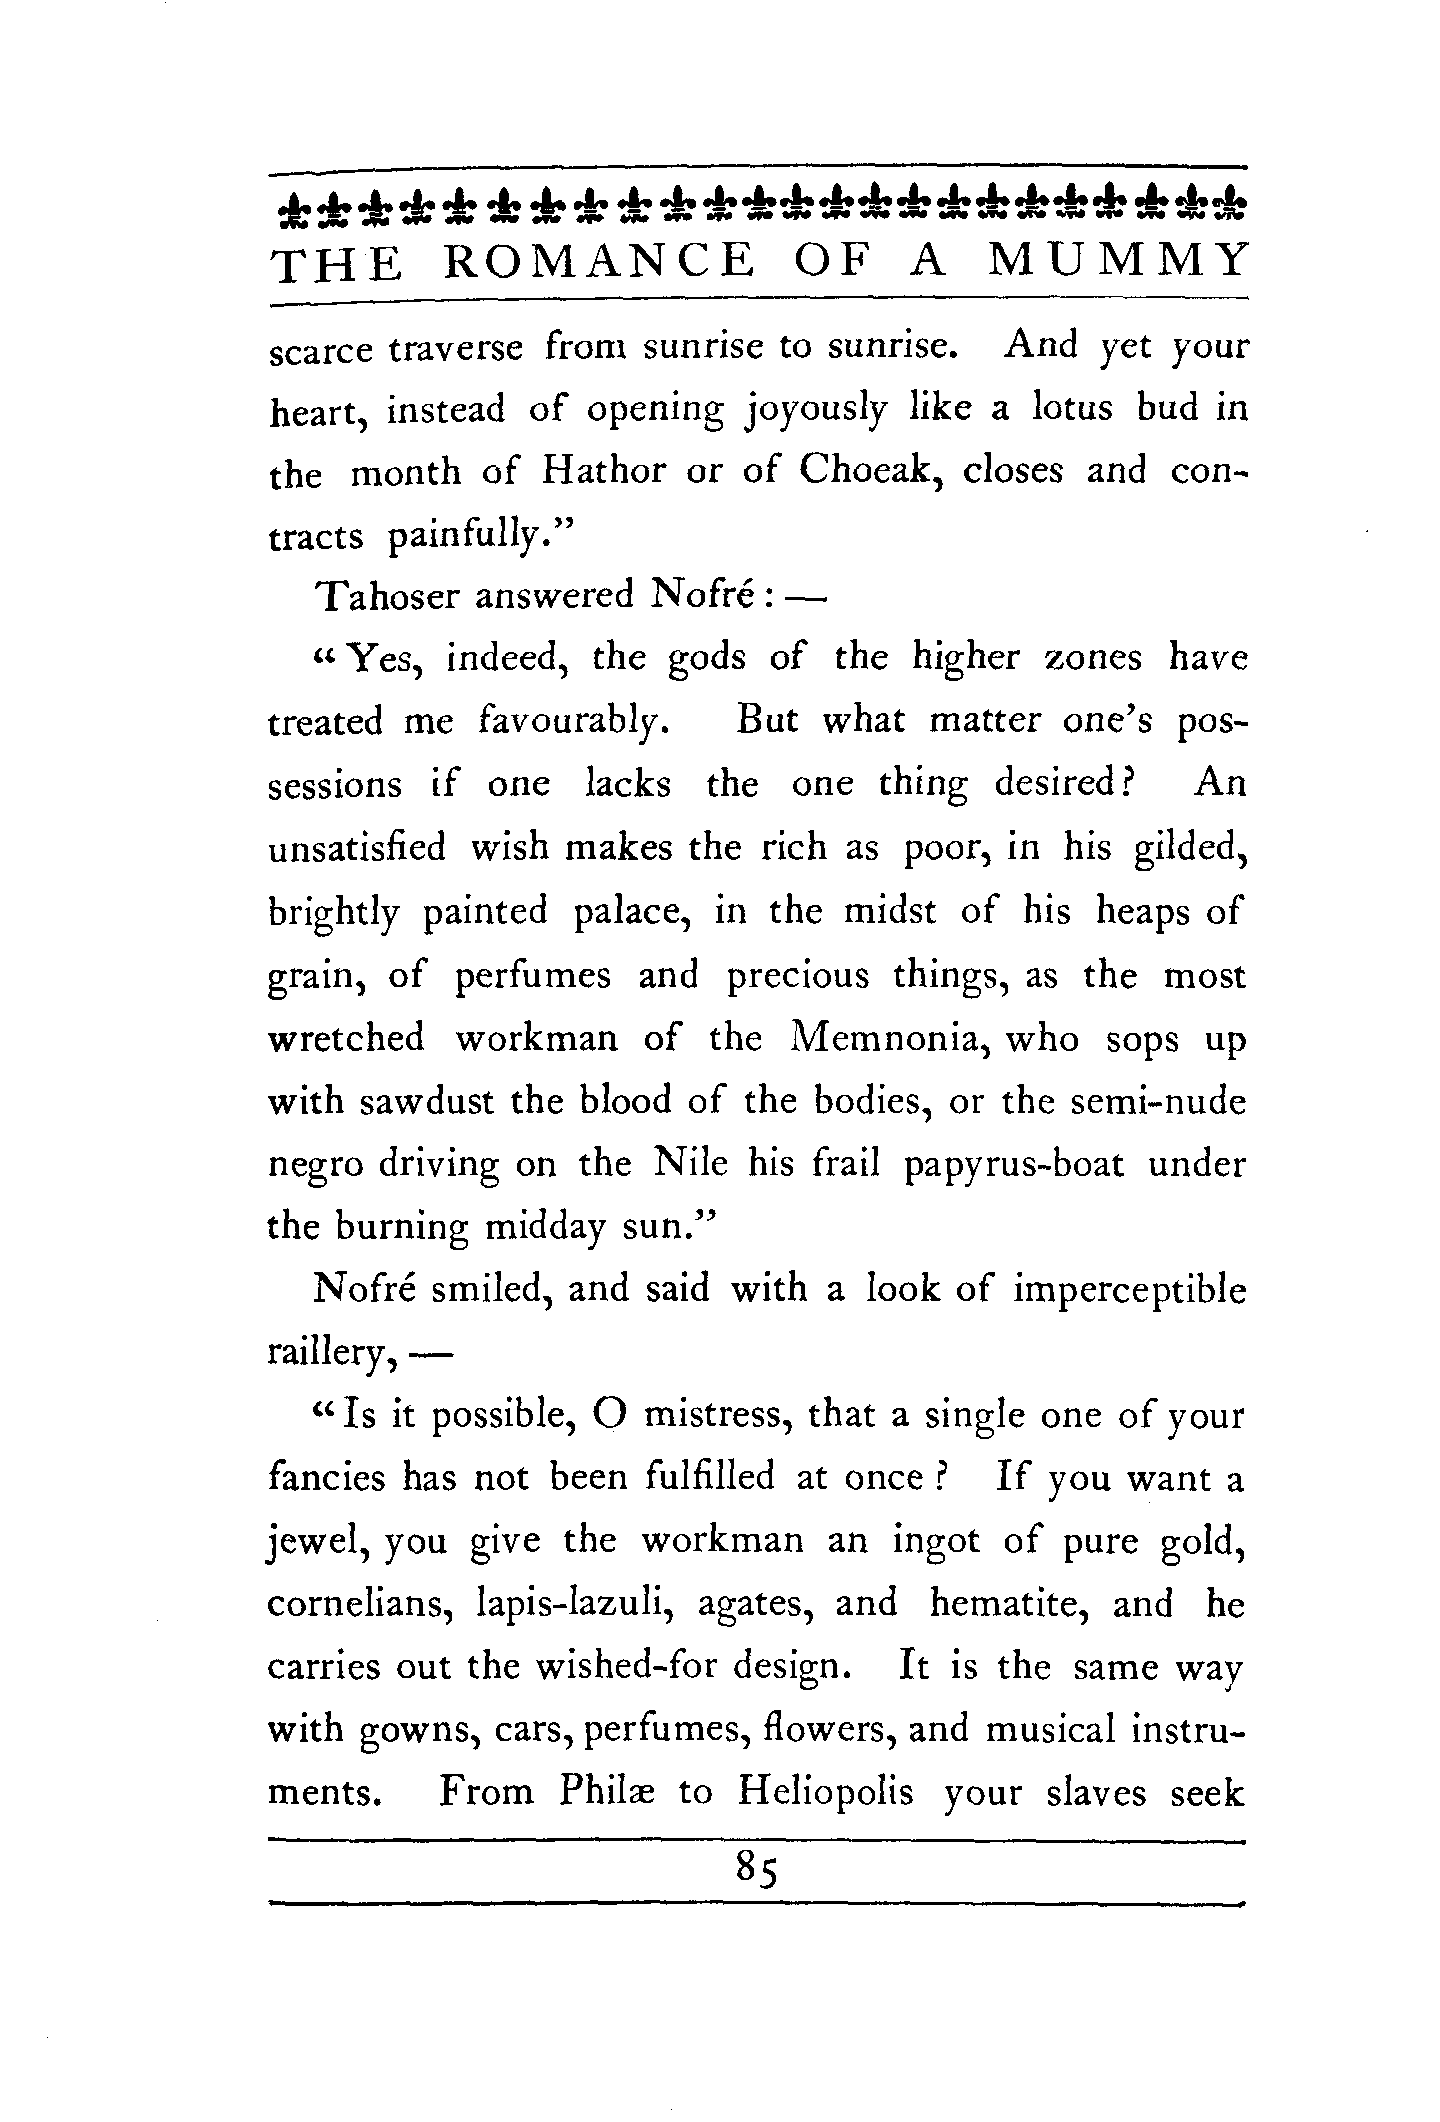 THE ROMANCE OF A MUMMY
scarce traverse from sunrise to sunrise. And yet your
heart, instead of opening joyously like a lotus bud in
the month of Hathor or of Choeak, closes and con-
tracts painfully.”
Tahoser answered Nofré : —
“ Yes, indeed, the gods of the higher zones have
treated me favourably. But what matter one’s pos-
sessions if one lacks the one thing desired? An
unsatisfied wish makes the rich as poor, in his gilded,
brightly painted palace, in the midst of his heaps of
grain, of perfumes and precious things, as the most
wretched workman of the Memnonia, who sops up
with sawdust the blood of the bodies, or the semi-nude
negro driving on the Nile his frail papyrus-boat under
the burning midday sun.”
Nofré smiled, and said with a look of imperceptible
raillery, —
“ Is it possible, O mistress, that a single one of your
fancies has not been fulfilled at once ? If you want a
jewel, you give the workman an ingot of pure gold,
cornelians, lapis-lazuli, agates, and hematite, and he
carries out the wished-for design. It is the same way
with gowns, cars, perfumes, flowers, and musical instru-
ments. From Philæ to Heliopolis your slaves seek
85